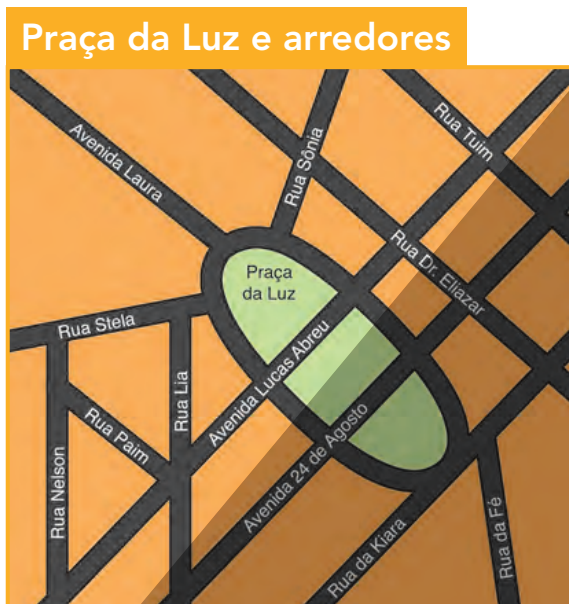 Praça da Luz e arredores
Avenida Laura
Rua Sônia
Rua Tuim
Rua Dr. Eliazar
Praça
da Luz
Rua Stela
Rua Lia
Avenida Lucas Abreu
Rua Paim
Rua Nelson
Avenida 24 de Agosto
Rua da Kiara
Rua da Fé